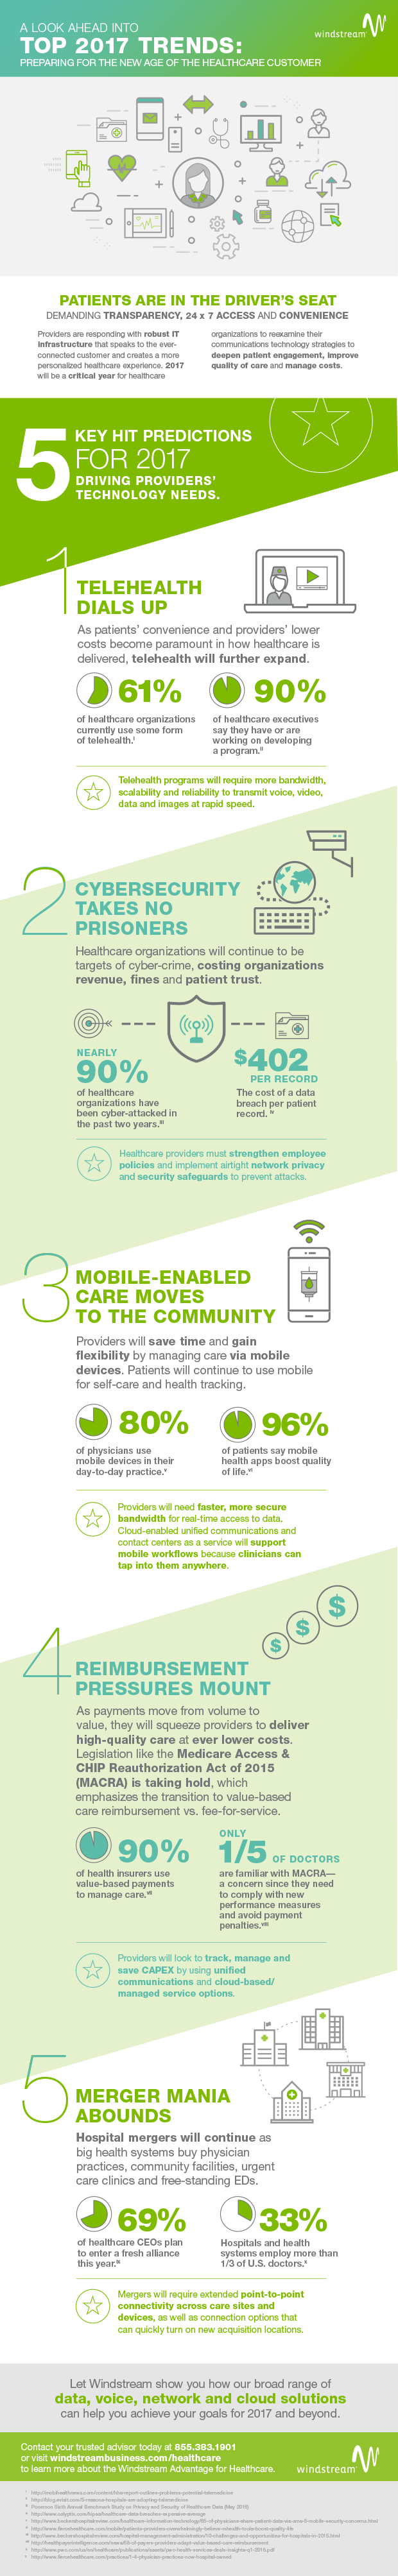 A LOOK AHEAD INTO
TOP 2017 TRENDS:
PREPARING FOR THE NEW AGE OF THE HEALTHCARE CUSTOMER
windstream
PATIENTS ARE IN THE DRIVER'S SEAT
DEMANDING TRANSPARENCY, 24 x 7 ACCESS AND CONVENIENCE
Providers are responding with robust IT
infrastructure that speaks to the ever-
connected customer and creates a more
personalized healthcare experience. 2017
will be a critical year for healthcare
organizations to reexamine their
communications technology strategies to
deepen patient engagement, improve
quality of care and manage costs.
5
KEY HIT PREDICTIONS
FOR 2017
DRIVING PROVIDERS'
TECHNOLOGY NEEDS.
1
TELEHEALTH
DIALS UP
As patients' convenience and providers' lower
costs become paramount in how healthcare is
delivered, telehealth will further expand.
61%
of healthcare organizations
currently use some form
of telehealth.i
90%
of healthcare executives
say they have or are
working on developing
a program.ii
Telehealth programs will require more bandwidth,
scalability and reliability to transmit voice, video,
data and images at rapid speed.
2
CYBERSECURITY
TAKES NO
PRISONERS
Healthcare organizations will continue to be
targets of cyber-crime, costing organizations
revenue, fines and patient trust.
NEARLY
90%
of healthcare
organizations have
been cyber-attacked in
the past two years.iii
$402
PER RECORD
The cost of a data
breach per patient
record. iv
Healthcare providers must strengthen employee
policies and implement airtight network privacy
and security safeguards to prevent attacks.
3
MOBILE-ENABLED
CARE MOVES
TO THE COMMUNITY
Providers will save time and gain
flexibility by managing care via mobile
devices. Patients will continue to use mobile
for self-care and health tracking.
80%
of physicians use
mobile devices in their
day-to-day practice.v
96%
of patients say mobile
health apps boost quality
of life.vi
Providers will need faster, more secure
bandwidth for real-time access to data.
Cloud-enabled unified communications and
contact centers as a service will support
mobile workflows because clinicians can
tap into them anywhere.
$
$
$
4
REIMBURSEMENT
PRESSURES MOUNT
As payments move from volume to
value, they will squeeze providers to deliver
high-quality care at ever lower costs.
Legislation like the Medicare Access &
CHIP Reauthorization Act of 2015
(MACRA) is taking hold, which
emphasizes the transition to value-based
care reimbursement vs. fee-for-service.
90%
of health insurers use
value-based payments
to manage care.vii
ONLY
1/5 OF DOCTORS
are familiar with MACRA—
a concern since they need
to comply with new
performance measures
and avoid payment
penalties.viii
Providers will look to track, manage and
save CAPEX by using unified
communications and cloud-based/
managed service options.
5
MERGER MANIA
ABOUNDS
Hospital mergers will continue as
big health systems buy physician
practices, community facilities, urgent
care clinics and free-standing EDs.
69%
of healthcare CEOs plan
to enter a fresh alliance
this year.ix
33%
Hospitals and health
systems employ more than
1/3 of U.S. doctors.x
Mergers will require extended point-to-point
connectivity across care sites and
devices, as well as connection options that
can quickly turn on new acquisition locations.
Let Windstream show you how our broad range of
data, voice, network and cloud solutions
can help you achieve your goals for 2017 and beyond.
Contact your trusted advisor today at 855.383.1901
or visit windstreambusiness.com/healthcare
to learn more about the Windstream Advantage for Healthcare.
windstream